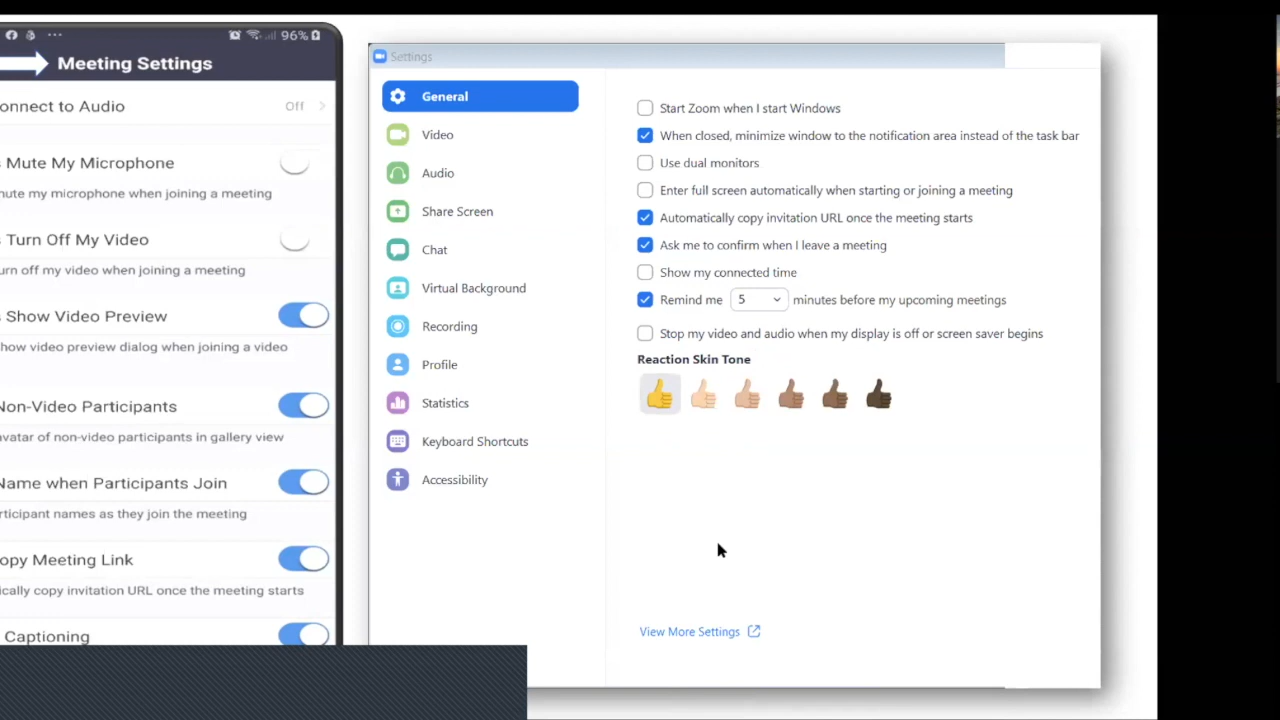 96%
Meeting Settings
onnect to Audio
Off
s Mute My Microphone
nute my microphone when joining a meeting
s Turn Off My Video
urn off my video when joining a meeting
s Show Video Preview
how video preview dialog when joining a video
Non-Video Participants
avatar of non-video participants in gallery view
Name when Participants Join
rticipant names as they join the meeting
opy Meeting Link
ically copy invitation URL once the meeting starts
Captioning
Settings
General
Video
Audio
Share Screen
Chat
Virtual Background
Recording
Profile
Statistics
Keyboard Shortcuts
Accessibility
Start Zoom when I start Windows
When closed, minimize window to the notification area instead of the task bar
Use dual monitors
Enter full screen automatically when starting or joining a meeting
Automatically copy invitation URL once the meeting starts
Ask me to confirm when I leave a meeting
Show my connected time
Remind me 5 minutes before my upcoming meetings
Stop my video and audio when my display is off or screen saver begins
Reaction Skin Tone
View More Settings